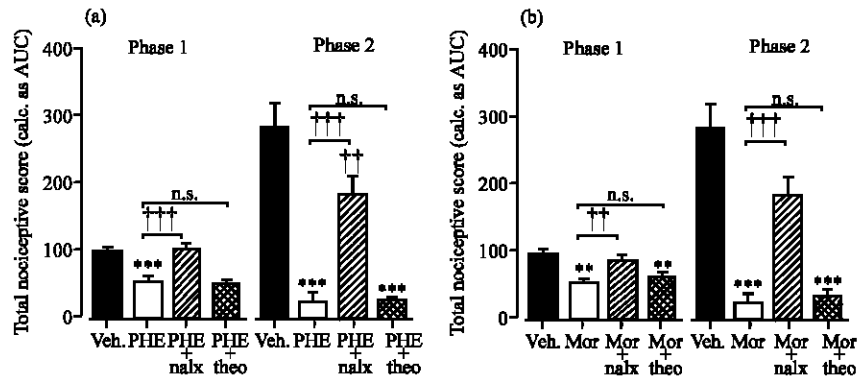 (a)
Phase 1
Phase 2
Total nociceptive score (calc. as AUC)
400
300
200
100
0
n.s.
†††
††
n.s.
†††
***
***
***
Veh. PHE PHE + nalx PHE + theo
Veh. PHE PHE + nalx PHE + theo
(b)
Phase 1
Phase 2
Total nociceptive score (calc. as AUC)
400
300
200
100
0
n.s.
†††
n.s.
††
**
**
***
***
Veh. Mor Mor + nalx Mor + theo
Veh. Mor Mor + nalx Mor + theo